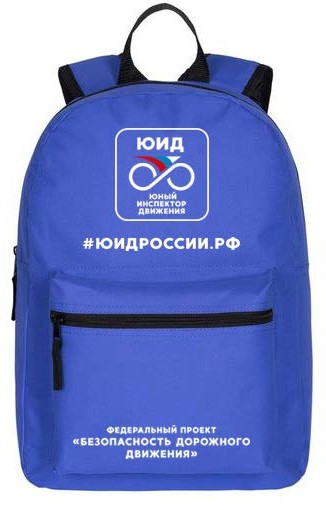 ЮИД
ЮНЫЙ
ИНСПЕКТОР
ДВИЖЕНИЯ
#ЮИДРОССИИ.РФ
ФЕДЕРАЛЬНЫЙ ПРОЕКТ
«БЕЗОПАСНОСТЬ ДОРОЖНОГО
ДВИЖЕНИЯ»